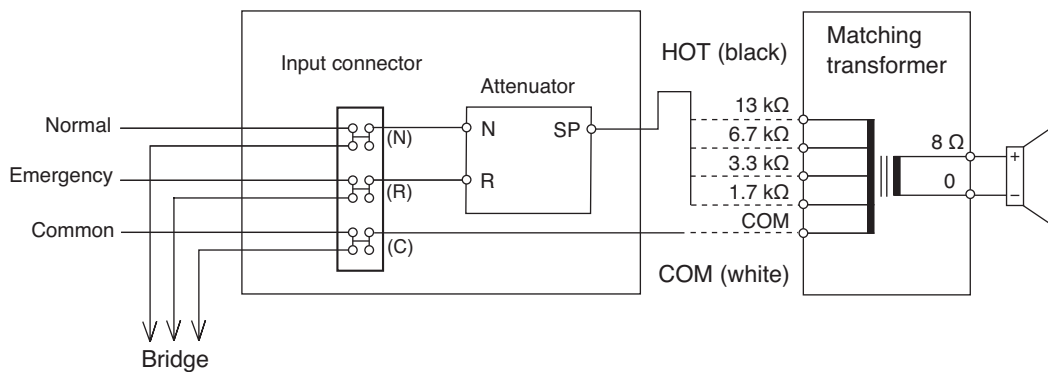 Input connector
Attenuator
HOT (black)
Matching
transformer
Normal
Emergency
Common
(N)
(R)
(C)
N
R
SP
13 kΩ
6.7 kΩ
3.3 kΩ
1.7 kΩ
COM
COM (white)
8 Ω
0
+
−
Bridge